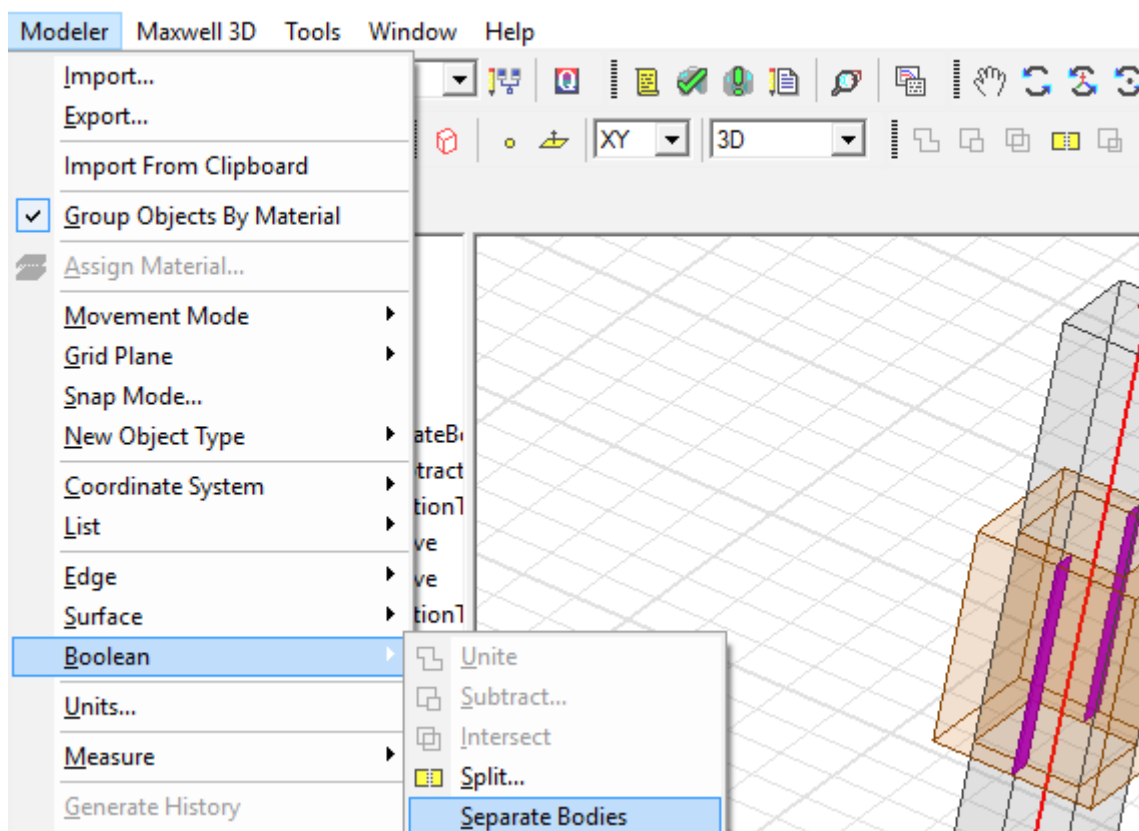 Modeler Maxwell 3D Tools Window Help
Import...
Export...
XY 3D
Import From Clipboard
Group Objects By Material
Assign Material...
Movement Mode
Grid Plane
Snap Mode...
New Object Type
Coordinate System
List
Edge
Surface
Boolean
Unite
Units...
Subtract...
Measure
Intersect
Split...
Generate History
Separate Bodies